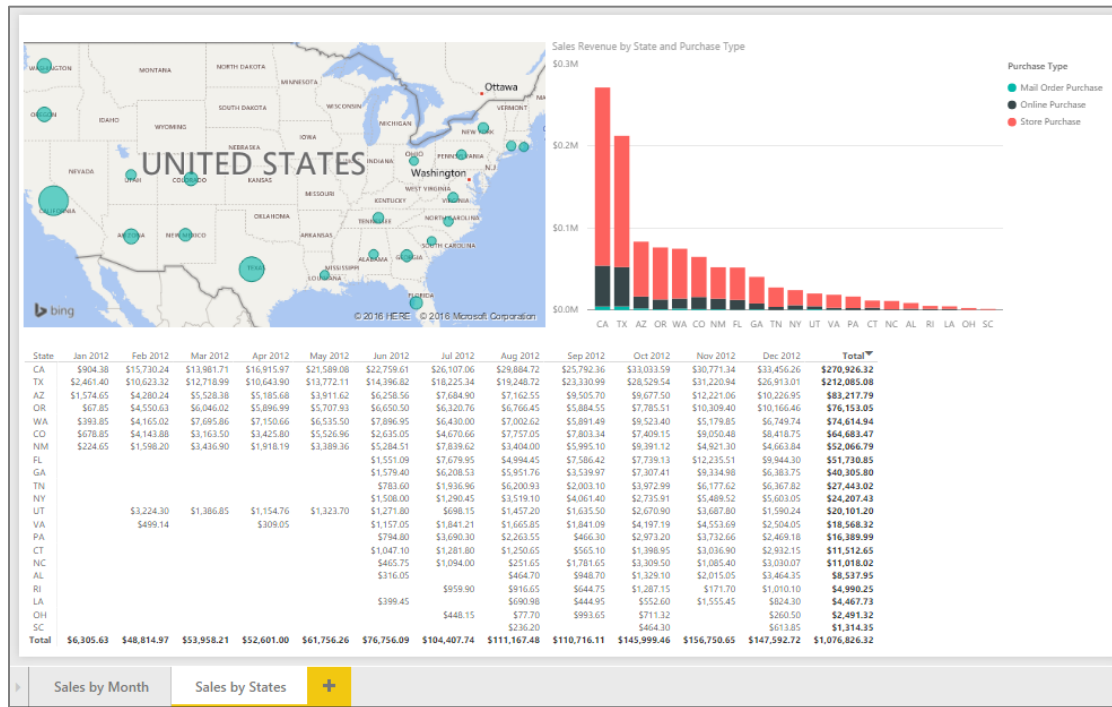 WASHINGTON
MONTANA
NORTH DAKOTA
MINNESOTA
Ottawa
OREGON
IDAHO
WYOMING
SOUTH DAKOTA
WISCONSIN
MICHIGAN
VERMONT
NEW YORK
IOWA
NEBRASKA
UNITED STATES
NEVADA
UTAH
COLORADO
KANSAS
MISSOURI
INDIANA
OHIO
PENNSYLVANIA
N.J.
Washington
WEST VIRGINIA
KENTUCKY
VIRGINIA
CALIFORNIA
OKLAHOMA
TENNESSEE
NORTH CAROLINA
ARIZONA
NEW MEXICO
ARKANSAS
SOUTH CAROLINA
TEXAS
ALABAMA
GEORGIA
MISSISSIPPI
LOUISIANA
FLORIDA
bing
© 2016 HERE © 2016 Microsoft Corporation
Sales Revenue by State and Purchase Type
$0.3M
$0.2M
$0.1M
$0.0M
CA TX AZ OR WA CO NM FL GA TN NY UT VA PA CT NC AL RI LA OH SC
Purchase Type
Mail Order Purchase
Online Purchase
Store Purchase
State Jan 2012 Feb 2012 Mar 2012 Apr 2012 May 2012 Jun 2012 Jul 2012 Aug 2012 Sep 2012 Oct 2012 Nov 2012 Dec 2012 Total
CA $904.38 $15,730.24 $13,981.71 $16,915.97 $21,589.08 $22,759.61 $26,107.06 $29,884.72 $25,792.36 $33,033.59 $30,771.34 $33,456.26 $270,926.32
TX $2,461.40 $10,623.32 $12,718.99 $10,643.90 $13,772.11 $14,396.82 $18,225.34 $19,248.72 $23,330.99 $28,529.54 $31,220.94 $26,913.01 $212,085.08
AZ $1,574.65 $4,280.24 $5,528.38 $5,185.68 $3,911.62 $6,258.56 $7,684.90 $7,162.55 $9,505.70 $9,677.50 $12,221.06 $10,226.95 $83,217.79
OR $67.85 $4,550.63 $6,046.02 $5,896.99 $5,707.93 $6,650.50 $6,320.76 $6,766.45 $5,884.55 $7,785.51 $10,309.40 $10,166.46 $76,153.05
WA $393.85 $4,165.02 $7,695.86 $7,150.66 $6,535.50 $7,896.95 $6,430.00 $7,002.62 $5,891.49 $9,523.40 $5,179.85 $6,749.74 $74,614.94
CO $678.85 $4,143.88 $3,163.50 $3,425.80 $5,526.96 $2,635.05 $4,670.66 $7,757.05 $7,803.34 $7,409.15 $9,050.48 $8,418.75 $64,683.47
NM $224.65 $1,598.20 $3,436.90 $1,918.19 $3,389.36 $5,284.51 $7,839.62 $3,404.00 $5,995.10 $9,391.12 $4,921.30 $4,663.84 $52,066.79
FL $1,551.09 $7,679.95 $4,994.45 $7,586.42 $7,739.13 $12,235.51 $9,944.30 $51,730.85
GA $1,579.40 $6,208.53 $5,951.76 $3,539.97 $7,307.41 $9,334.98 $6,383.75 $40,305.80
TN $783.60 $1,936.96 $6,200.93 $2,003.10 $3,972.99 $6,177.62 $6,367.82 $27,443.02
NY $1,508.00 $1,290.45 $3,519.10 $4,061.40 $2,735.91 $5,489.52 $5,603.05 $24,207.43
UT $3,224.30 $1,386.85 $1,154.76 $1,323.70 $1,271.80 $698.15 $1,457.20 $1,635.50 $2,670.90 $3,687.80 $1,590.24 $20,101.20
VA $499.14 $309.05 $1,157.05 $1,841.21 $1,665.85 $1,841.09 $4,197.19 $4,553.69 $2,504.05 $18,568.32
PA $794.80 $3,690.30 $2,263.55 $466.30 $2,973.20 $3,732.66 $2,469.18 $16,389.99
CT $1,047.10 $1,281.80 $1,250.65 $565.10 $1,398.95 $3,036.90 $2,932.15 $11,512.65
NC $465.75 $1,094.00 $251.65 $1,781.65 $3,309.50 $1,085.40 $3,030.07 $11,018.02
AL $316.05 $464.70 $948.70 $1,329.10 $2,015.05 $3,464.35 $8,537.95
RI $959.90 $916.65 $644.75 $1,287.15 $171.70 $1,010.10 $4,990.25
LA $399.45 $690.98 $444.95 $552.60 $1,555.45 $824.30 $4,467.73
OH $448.15 $77.70 $993.65 $711.32 $260.50 $2,491.32
SC $236.20 $464.30 $613.85 $1,314.35
Total $6,305.63 $48,814.97 $53,958.21 $52,601.00 $61,756.26 $76,756.09 $104,407.74 $111,167.48 $110,716.11 $145,999.46 $156,750.65 $147,592.72 $1,076,826.32
Sales by Month
Sales by States
+